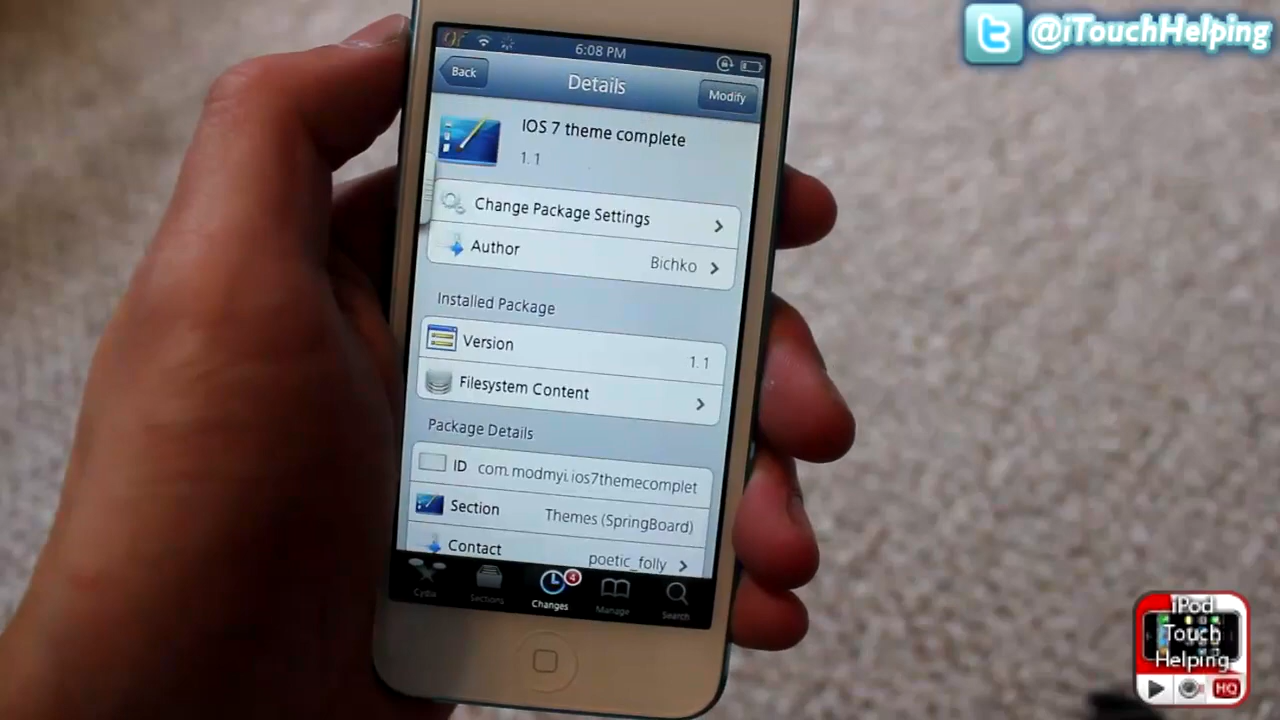 @iTouchHelping
6:08 PM
Back
Details
Modify
IOS 7 theme complete
1.1
Change Package Settings
Author
Bichko
Installed Package
Version
1.1
Filesystem Content
Package Details
ID com.modmyi.ios7themecomplet
Section
Themes (SpringBoard)
Contact
poetic_folly
Cydia
Sections
Changes
4
Manage
Search
iPod
Touch
Helping
HQ